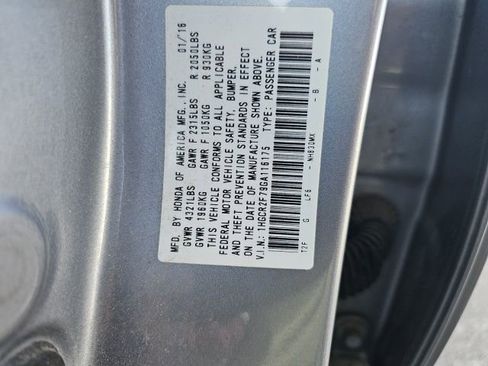 MFD. BY HONDA OF AMERICA MFG., INC. 01/16
GVWR 4321LBS GAWR F 2315LBS R 2050LBS
GVWR 1960KG GAWR F 1050KG R 930KG
THIS VEHICLE CONFORMS TO ALL APPLICABLE
FEDERAL MOTOR VEHICLE SAFETY, BUMPER,
AND THEFT PREVENTION STANDARDS IN EFFECT
ON THE DATE OF MANUFACTURE SHOWN ABOVE.
V.I.N.: 1HGCR2F79GA116175 TYPE: PASSENGER CAR
T2F G LF6 - NH830MX - B - A